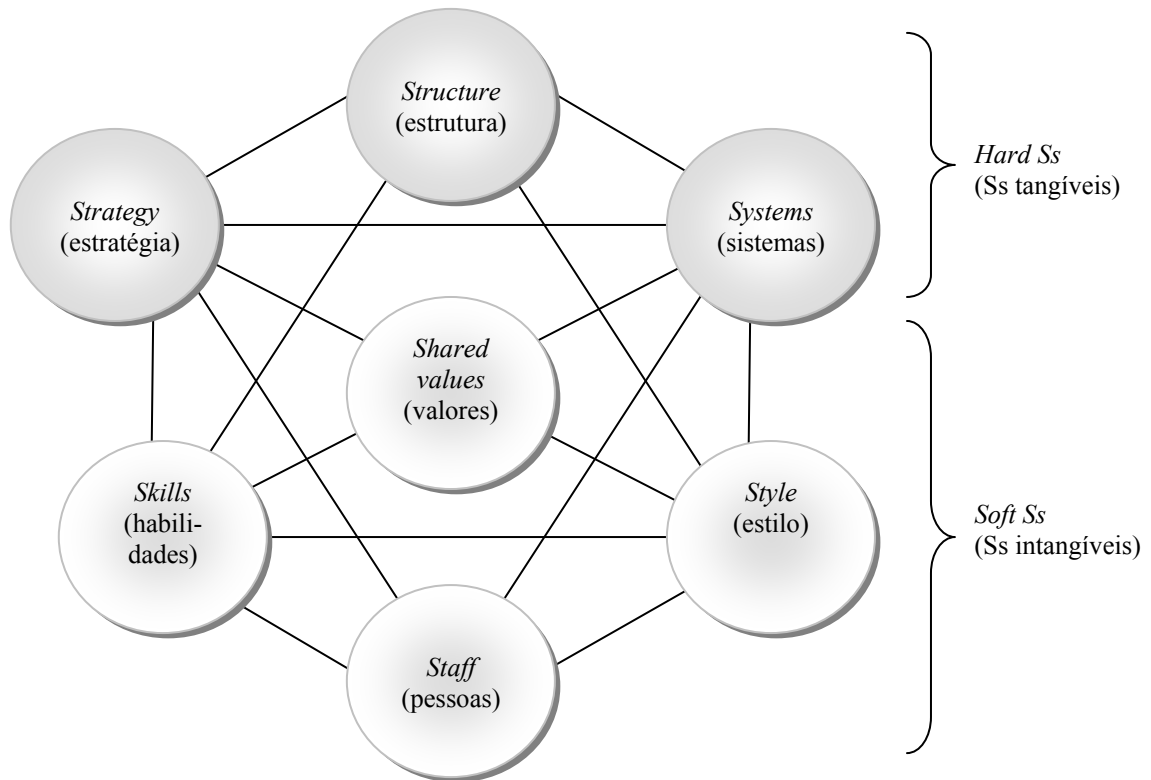 Structure
(estrutura)
Strategy
(estratégia)
Systems
(sistemas)
Hard Ss
(Ss tangíveis)
Shared
values
(valores)
Skills
(habili-
dades)
Style
(estilo)
Soft Ss
(Ss intangíveis)
Staff
(pessoas)